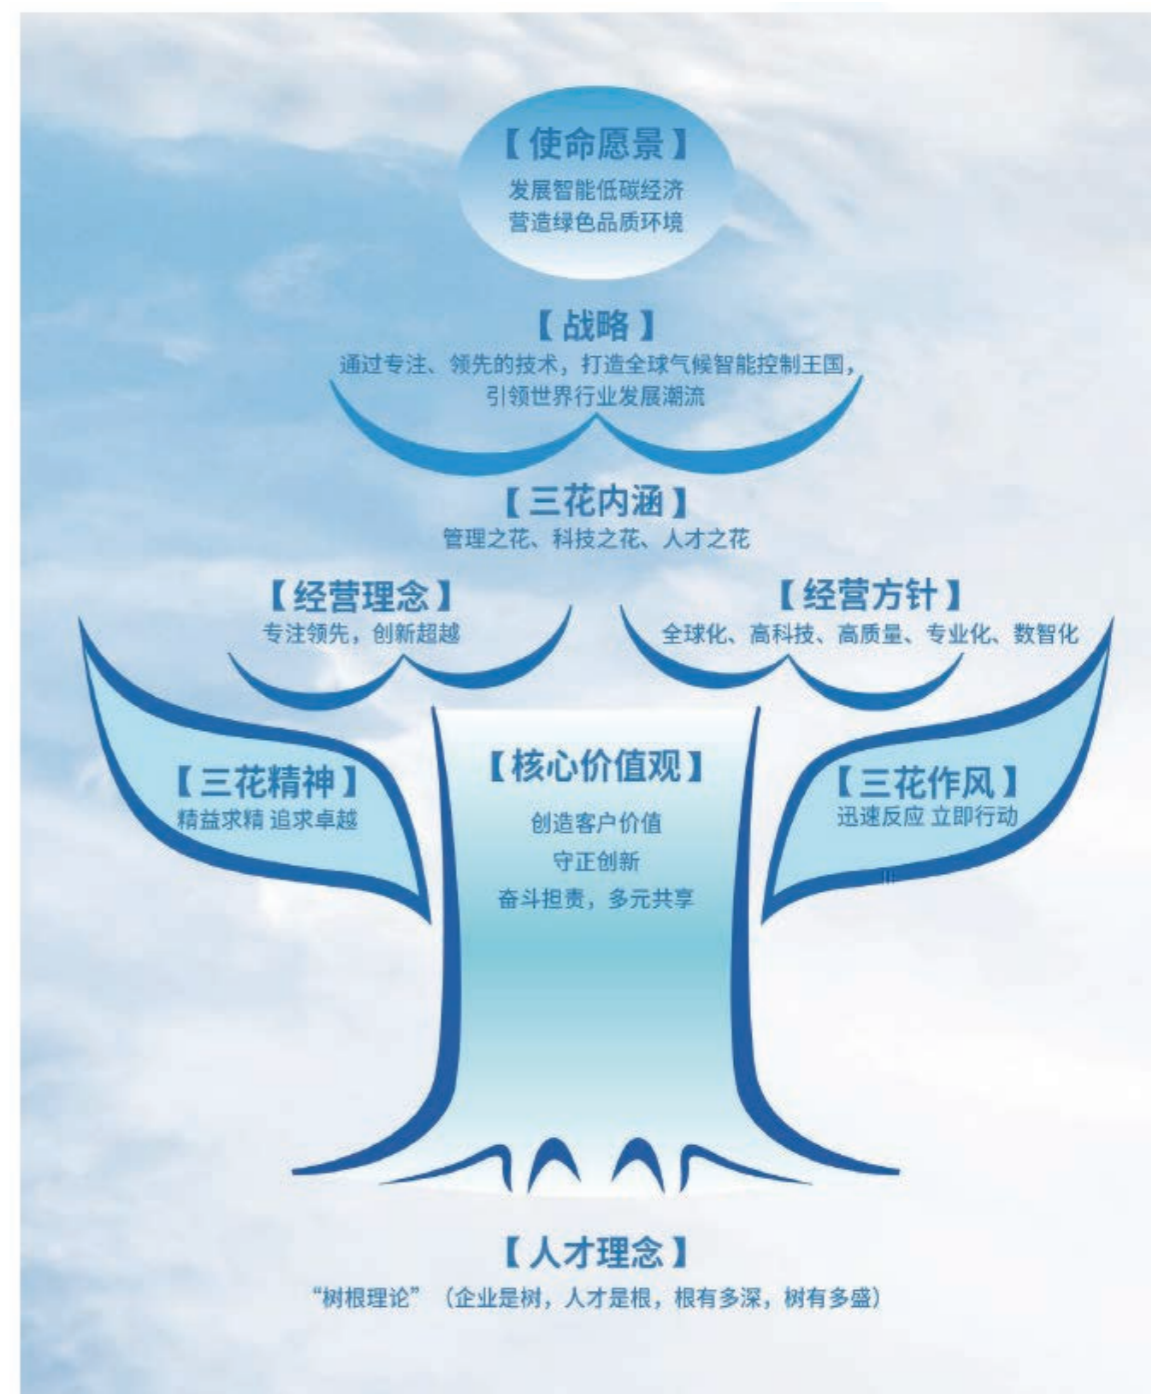 【使命愿景】
发展智能低碳经济
营造绿色品质环境
【战略】
通过专注、领先的技术，打造全球气候智能控制王国，
引领世界行业发展潮流
【三花内涵】
管理之花、科技之花、人才之花
【经营理念】
专注领先，创新超越
【经营方针】
全球化、高科技、高质量、专业化、数智化
【三花精神】
精益求精 追求卓越
【核心价值观】
创造客户价值
守正创新
奋斗担责，多元共享
【三花作风】
迅速反应 立即行动
【人才理念】
“树根理论”（企业是树，人才是根，根有多深，树有多盛）